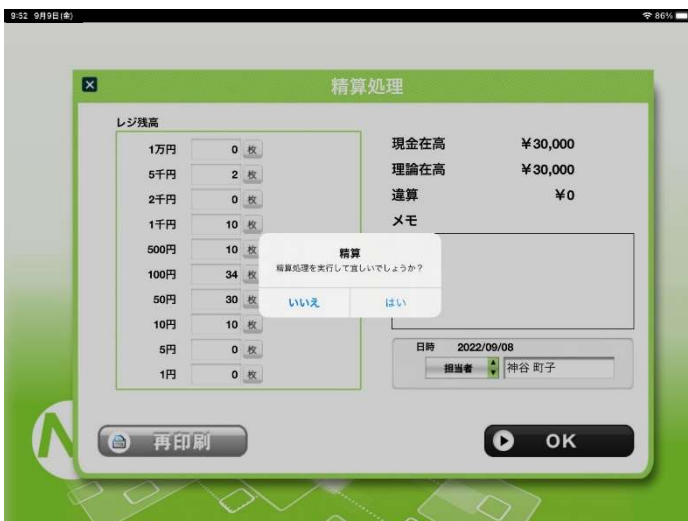 9:52 9月9日(金)
86%
精算処理
レジ残高
1万円 0 枚
5千円 2 枚
2千円 0 枚
1千円 10 枚
500円 10 枚
100円 34 枚
50円 30 枚
10円 10 枚
5円 0 枚
1円 0 枚
現金在高 ¥30,000
理論在高 ¥30,000
違算 ¥0
メモ
精算
精算処理を実行して宜しいでしょうか?
いいえ はい
日時 2022/09/08
担当者 神谷 町子
再印刷
OK
N